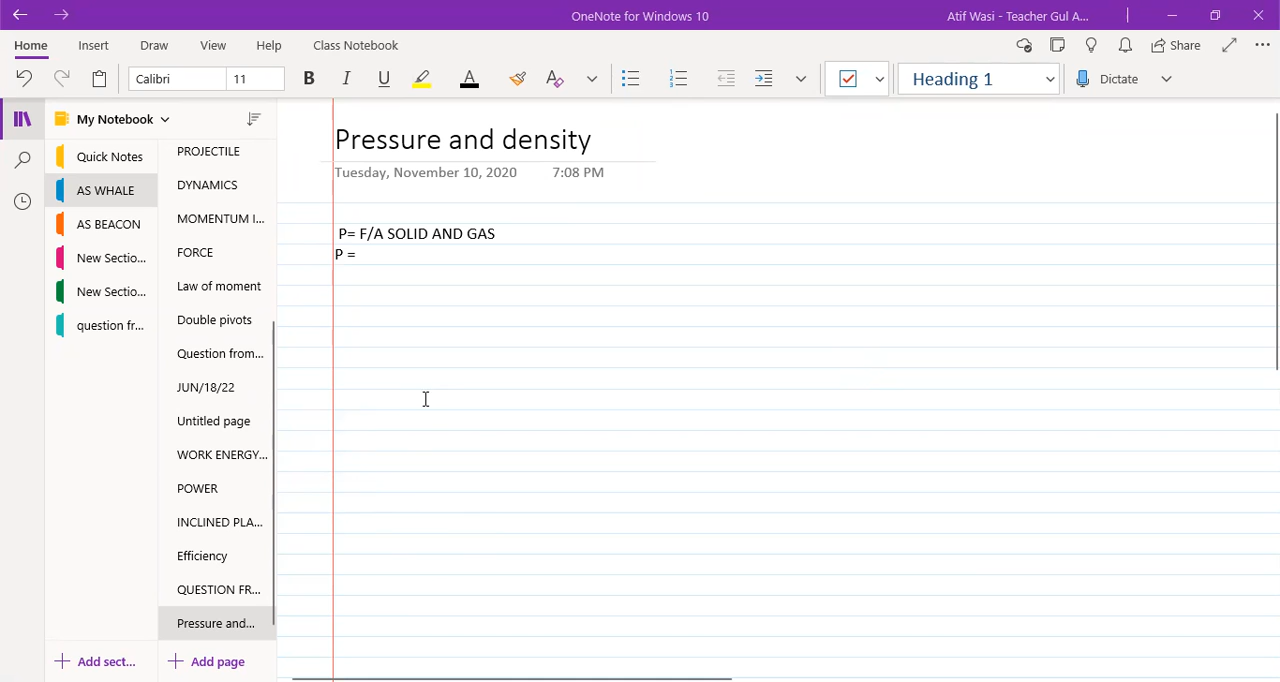 OneNote for Windows 10
Atif Wasi - Teacher Gul A...
Home Insert Draw View Help Class Notebook
Share
Calibri 11 B I U A A Heading 1 Dictate
My Notebook
Quick Notes
AS WHALE
AS BEACON
New Sectio...
New Sectio...
question fr...
Add sect...
PROJECTILE
DYNAMICS
MOMENTUM I...
FORCE
Law of moment
Double pivots
Question from...
JUN/18/22
Untitled page
WORK ENERGY...
POWER
INCLINED PLA...
Efficiency
QUESTION FR...
Pressure and...
Add page
Pressure and density
Tuesday, November 10, 2020 7:08 PM
P= F/A SOLID AND GAS
P =